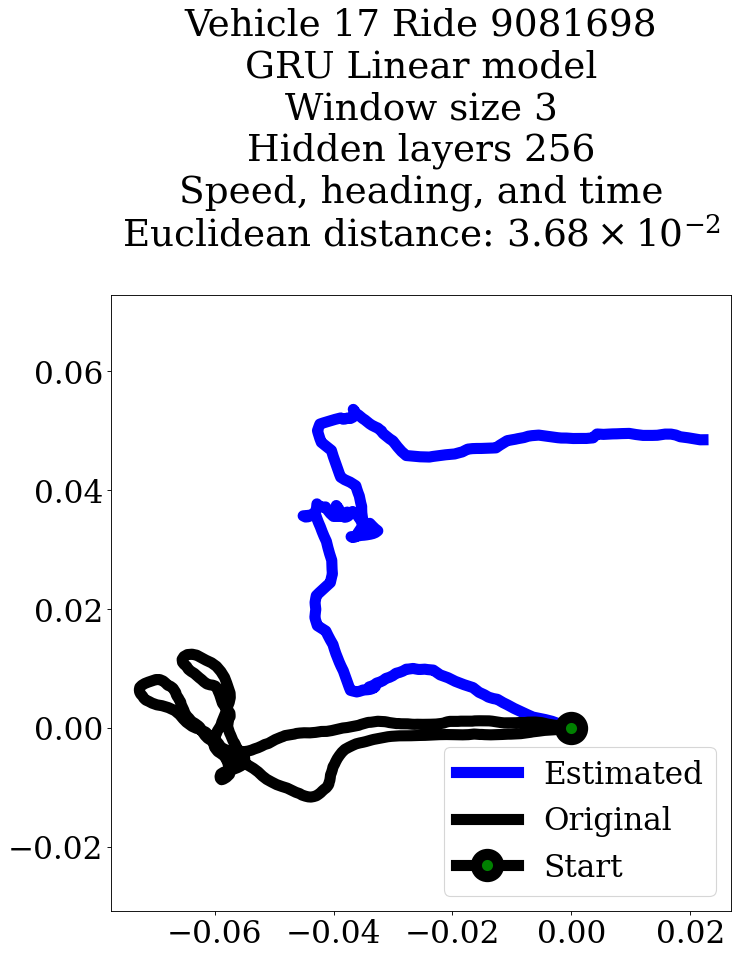 Vehicle 17 Ride 9081698
GRU Linear model
Window size 3
Hidden layers 256
Speed, heading, and time
Euclidean distance: 3.68 × 10⁻²
0.06
0.04
0.02
0.00
−0.02
Estimated
Original
Start
−0.06 −0.04 −0.02 0.00 0.02